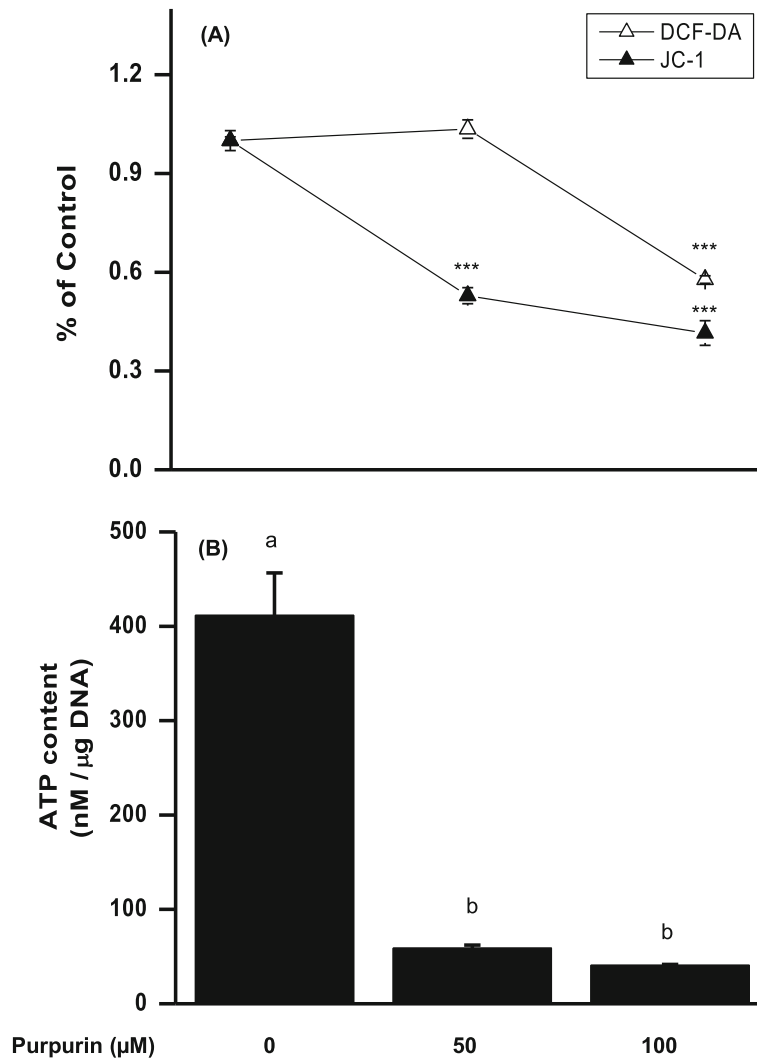 (A)
DCF-DA
JC-1
1.2
0.9
0.6
0.3
0.0
% of Control
***
***
***
(B)
500
400
300
200
100
0
ATP content
(nM /µg DNA)
a
b
b
Purpurin (µM) 0 50 100